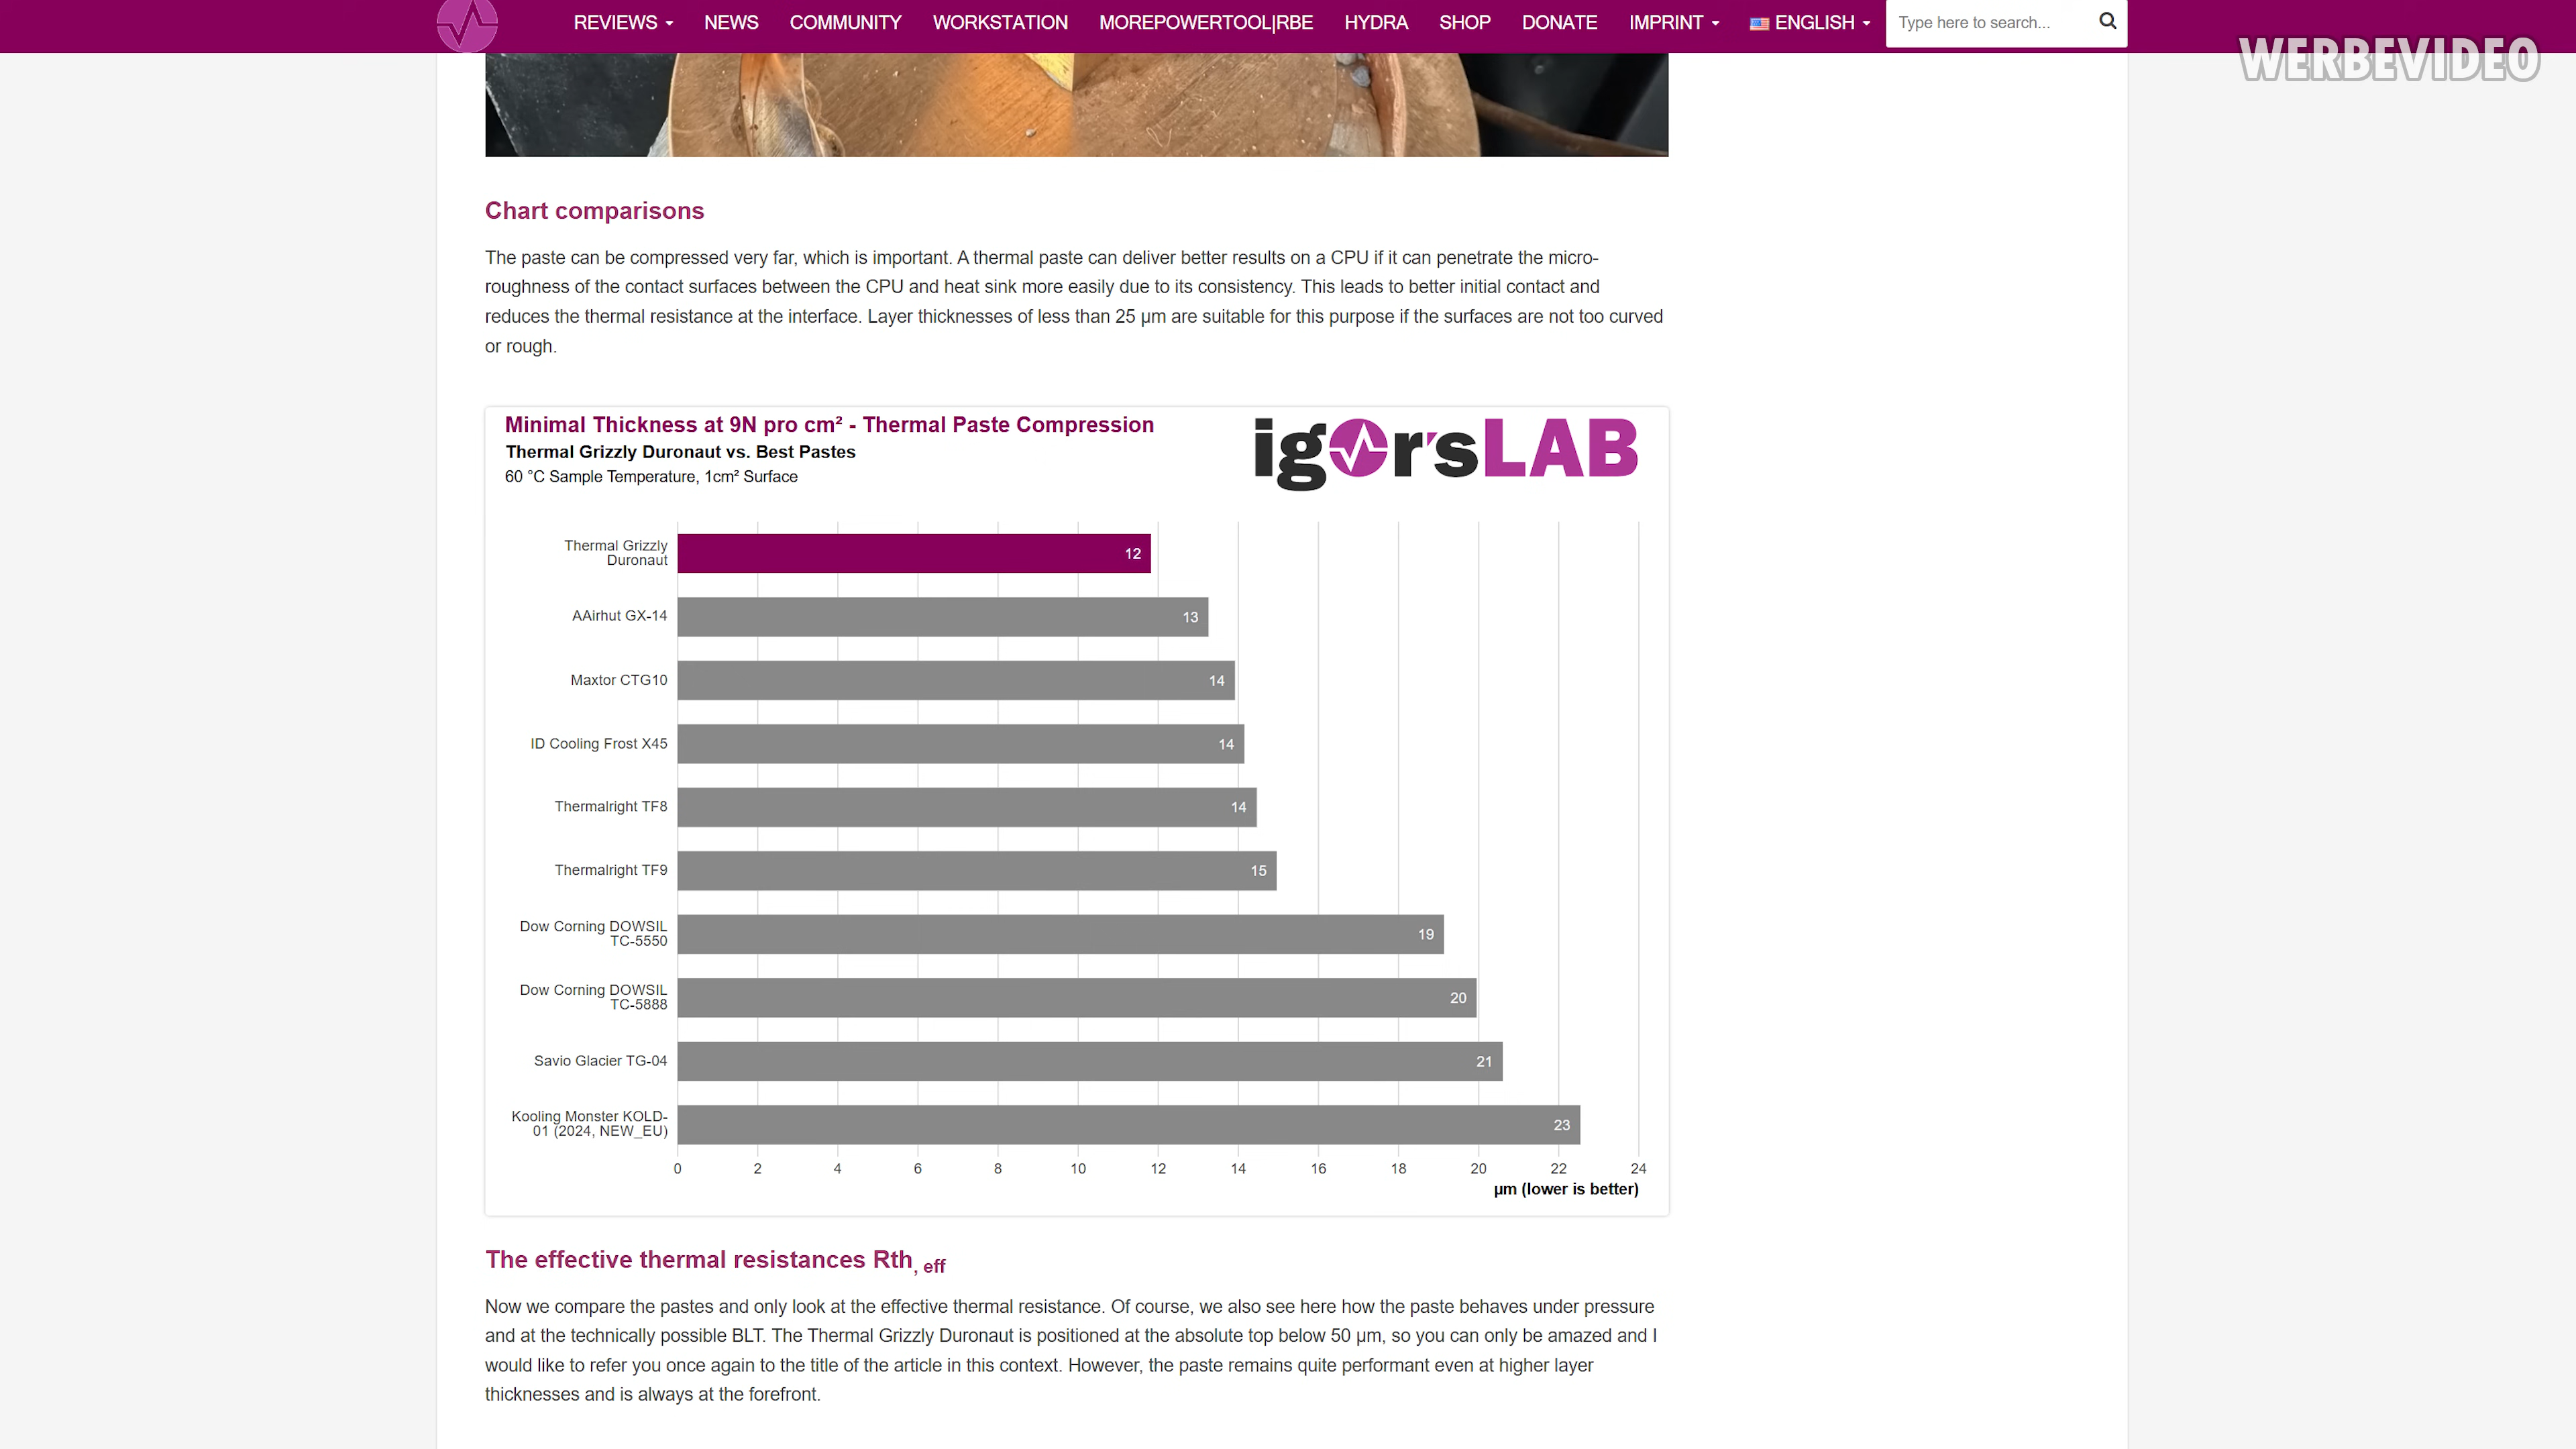 REVIEWS NEWS COMMUNITY WORKSTATION MOREPOWERTOOL|RBE HYDRA SHOP DONATE IMPRINT ENGLISH Type here to search...
WERBEVIDEO
Chart comparisons
The paste can be compressed very far, which is important. A thermal paste can deliver better results on a CPU if it can penetrate the micro-
roughness of the contact surfaces between the CPU and heat sink more easily due to its consistency. This leads to better initial contact and
reduces the thermal resistance at the interface. Layer thicknesses of less than 25 µm are suitable for this purpose if the surfaces are not too curved
or rough.
Minimal Thickness at 9N pro cm² - Thermal Paste Compression
Thermal Grizzly Duronaut vs. Best Pastes
60 °C Sample Temperature, 1cm² Surface
igor'sLAB
Thermal Grizzly
Duronaut
12
AAirhut GX-14
13
Maxtor CTG10
14
ID Cooling Frost X45
14
Thermalright TF8
14
Thermalright TF9
15
Dow Corning DOWSIL
TC-5550
19
Dow Corning DOWSIL
TC-5888
20
Savio Glacier TG-04
21
Kooling Monster KOLD-
01 (2024, NEW_EU)
23
0 2 4 6 8 10 12 14 16 18 20 22 24
µm (lower is better)
The effective thermal resistances Rth, eff
Now we compare the pastes and only look at the effective thermal resistance. Of course, we also see here how the paste behaves under pressure
and at the technically possible BLT. The Thermal Grizzly Duronaut is positioned at the absolute top below 50 µm, so you can only be amazed and I
would like to refer you once again to the title of the article in this context. However, the paste remains quite performant even at higher layer
thicknesses and is always at the forefront.